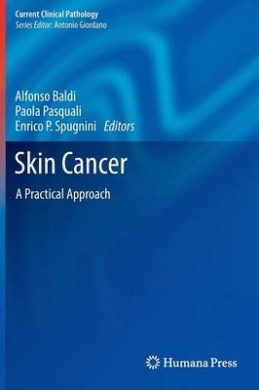 Current Clinical Pathology
Series Editor: Antonio Giordano
Alfonso Baldi
Paola Pasquali
Enrico P. Spugnini Editors
Skin Cancer
A Practical Approach
Humana Press